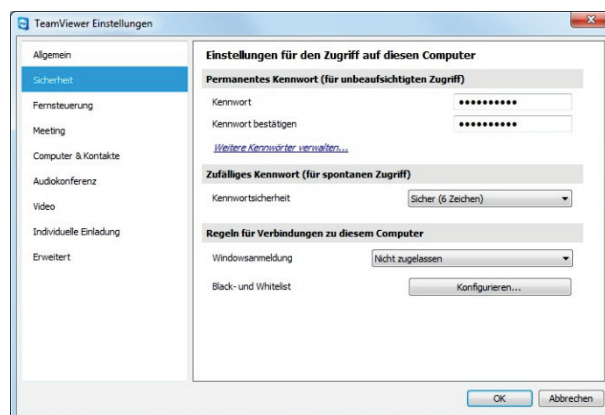 TeamViewer Einstellungen
Allgemein
Sicherheit
Fernsteuerung
Meeting
Computer & Kontakte
Audiokonferenz
Video
Individuelle Einladung
Erweitert
Einstellungen für den Zugriff auf diesen Computer
Permanentes Kennwort (für unbeaufsichtigten Zugriff)
Kennwort ••••••••••
Kennwort bestätigen ••••••••••
Weitere Kennwörter verwalten...
Zufälliges Kennwort (für spontanen Zugriff)
Kennwortsicherheit Sicher (6 Zeichen)
Regeln für Verbindungen zu diesem Computer
Windowsanmeldung Nicht zugelassen
Black- und Whitelist Konfigurieren...
OK Abbrechen